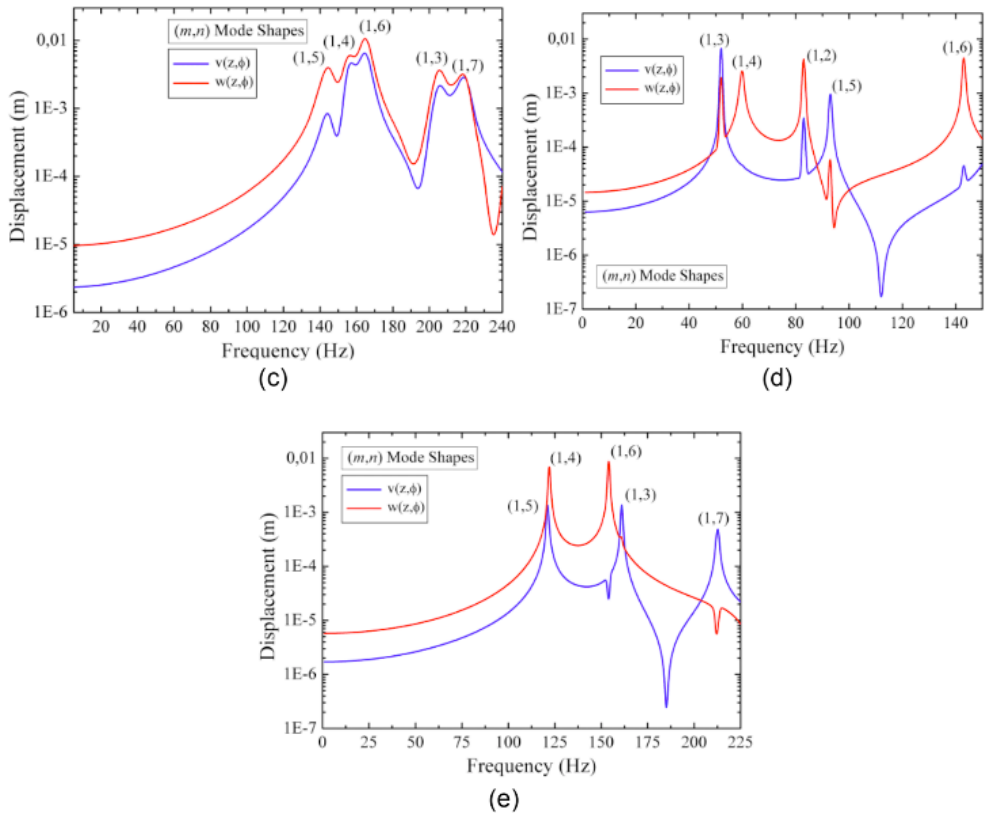 (m,n) Mode Shapes
v(z,ϕ)
w(z,ϕ)
(1,5)
(1,4)
(1,6)
(1,3)
(1,7)
0,01
1E-3
1E-4
1E-5
1E-6
Displacement (m)
20 40 60 80 100 120 140 160 180 200 220 240
Frequency (Hz)
(c)
v(z,ϕ)
w(z,ϕ)
(1,3)
(1,4)
(1,2)
(1,5)
(1,6)
0,01
1E-3
1E-4
1E-5
1E-6
1E-7
Displacement (m)
(m,n) Mode Shapes
0 20 40 60 80 100 120 140
Frequency (Hz)
(d)
(m,n) Mode Shapes
v(z,ϕ)
w(z,ϕ)
(1,5)
(1,4)
(1,6)
(1,3)
(1,7)
0,01
1E-3
1E-4
1E-5
1E-6
1E-7
Displacement (m)
0 25 50 75 100 125 150 175 200 225
Frequency (Hz)
(e)